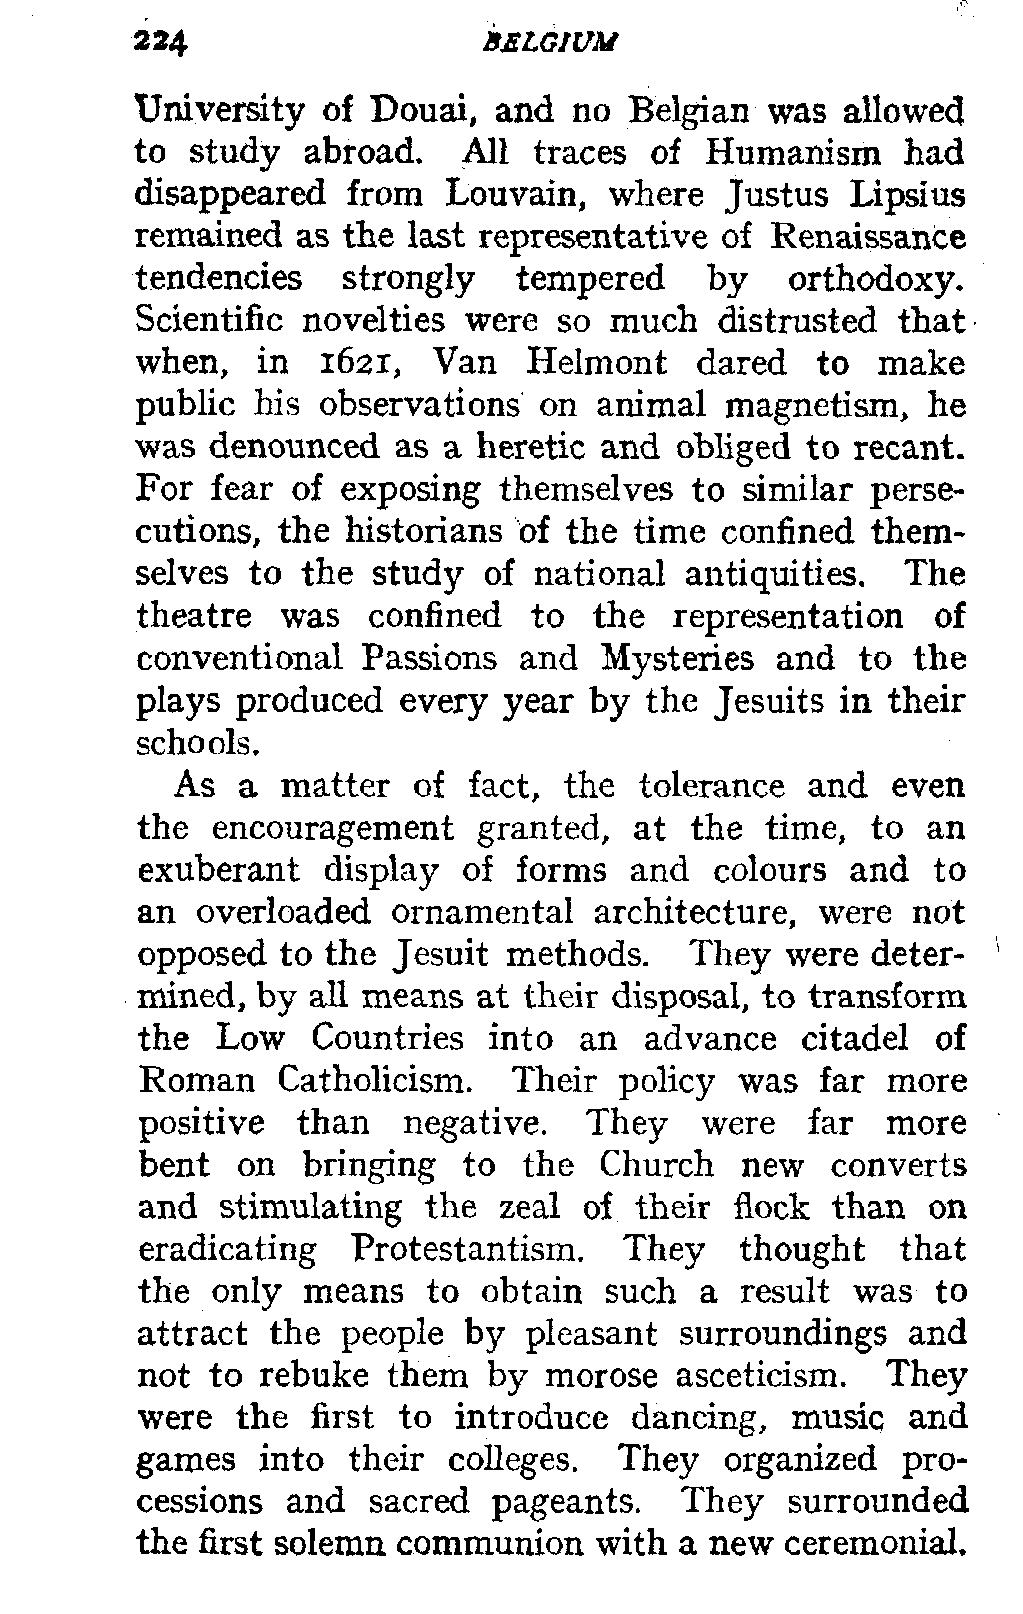 224 BELGIUM
University of Douai, and no Belgian was allowed
to study abroad. All traces of Humanism had
disappeared from Louvain, where Justus Lipsius
remained as the last representative of Renaissance
tendencies strongly tempered by orthodoxy.
Scientific novelties were so much distrusted that
when, in 1621, Van Helmont dared to make
public his observations on animal magnetism, he
was denounced as a heretic and obliged to recant.
For fear of exposing themselves to similar perse-
cutions, the historians of the time confined them-
selves to the study of national antiquities. The
theatre was confined to the representation of
conventional Passions and Mysteries and to the
plays produced every year by the Jesuits in their
schools.
As a matter of fact, the tolerance and even
the encouragement granted, at the time, to an
exuberant display of forms and colours and to
an overloaded ornamental architecture, were not
opposed to the Jesuit methods. They were deter-
mined, by all means at their disposal, to transform
the Low Countries into an advance citadel of
Roman Catholicism. Their policy was far more
positive than negative. They were far more
bent on bringing to the Church new converts
and stimulating the zeal of their flock than on
eradicating Protestantism. They thought that
the only means to obtain such a result was to
attract the people by pleasant surroundings and
not to rebuke them by morose asceticism. They
were the first to introduce dancing, music and
games into their colleges. They organized pro-
cessions and sacred pageants. They surrounded
the first solemn communion with a new ceremonial.